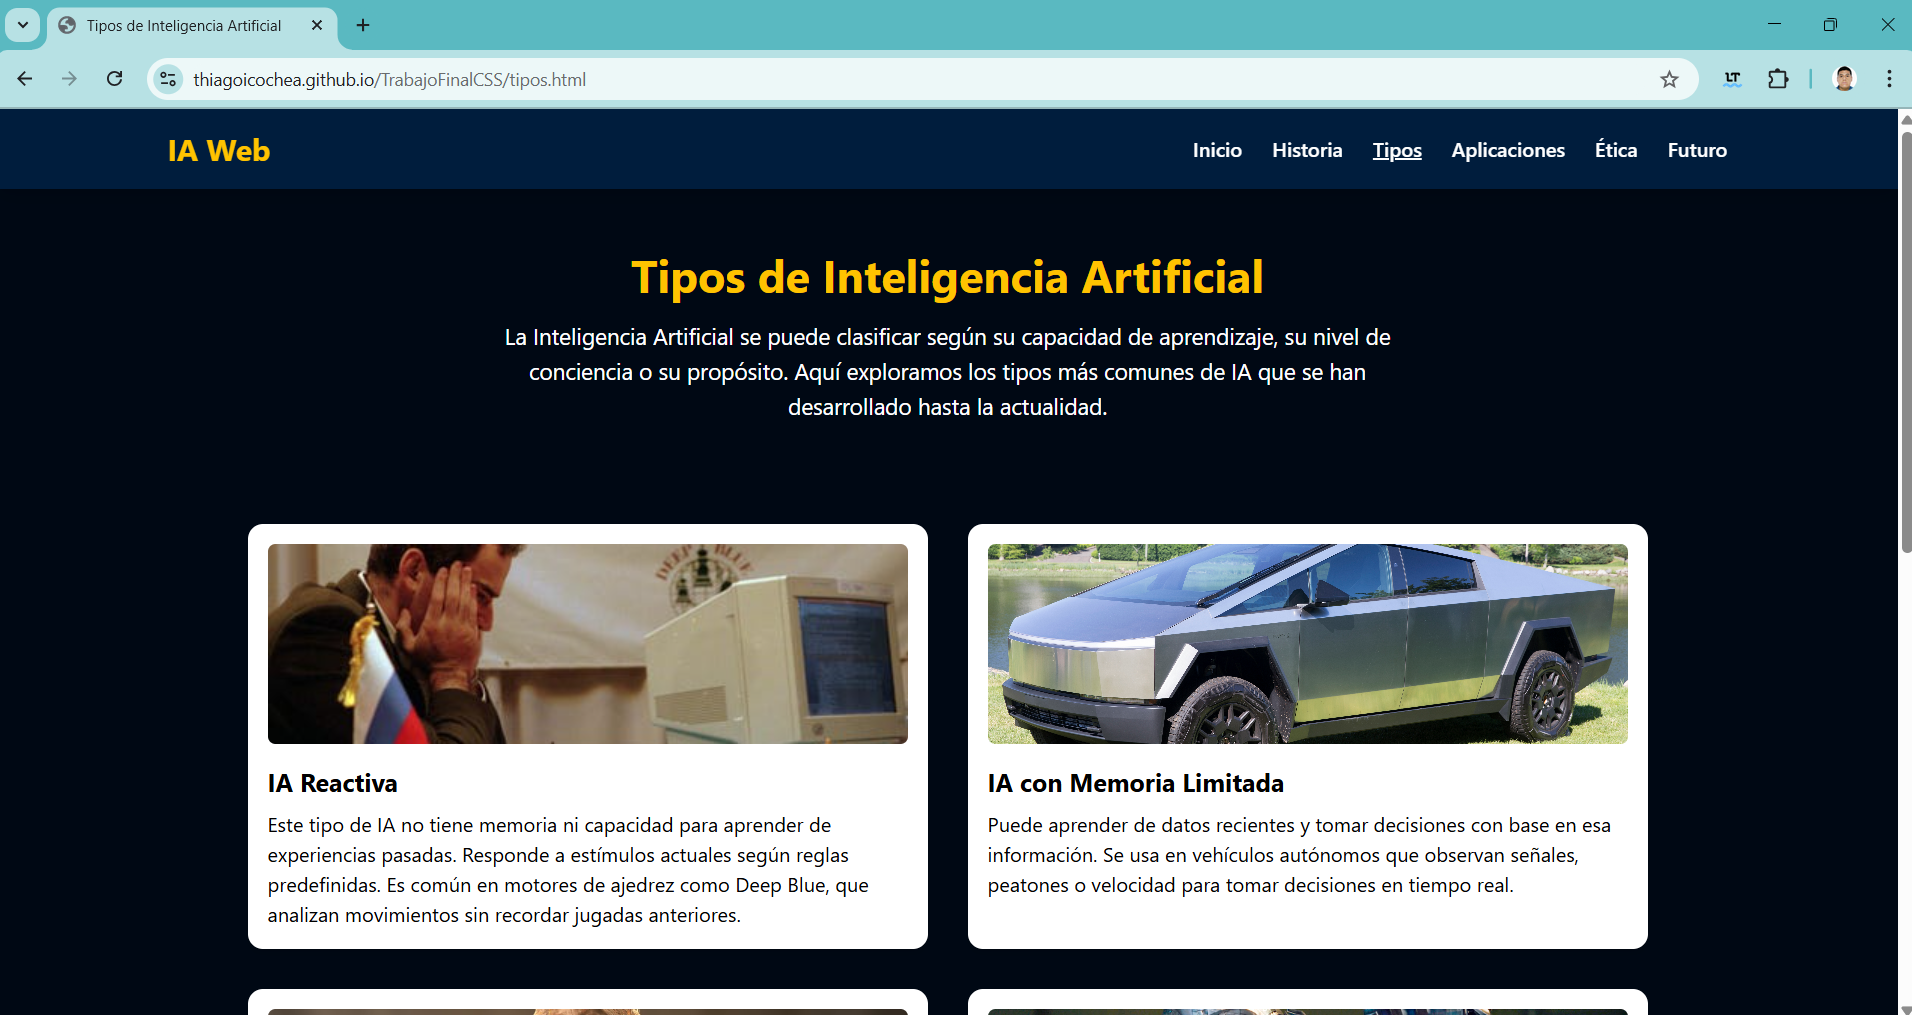 Tipos de Inteligencia Artificial
thiagoicochea.github.io/TrabajoFinalCSS/tipos.html
LT
IA Web
Inicio Historia Tipos Aplicaciones Ética Futuro
Tipos de Inteligencia Artificial
La Inteligencia Artificial se puede clasificar según su capacidad de aprendizaje, su nivel de
conciencia o su propósito. Aquí exploramos los tipos más comunes de IA que se han
desarrollado hasta la actualidad.
DEEP BLUE
IA Reactiva
Este tipo de IA no tiene memoria ni capacidad para aprender de
experiencias pasadas. Responde a estímulos actuales según reglas
predefinidas. Es común en motores de ajedrez como Deep Blue, que
analizan movimientos sin recordar jugadas anteriores.
IA con Memoria Limitada
Puede aprender de datos recientes y tomar decisiones con base en esa
información. Se usa en vehículos autónomos que observan señales,
peatones o velocidad para tomar decisiones en tiempo real.